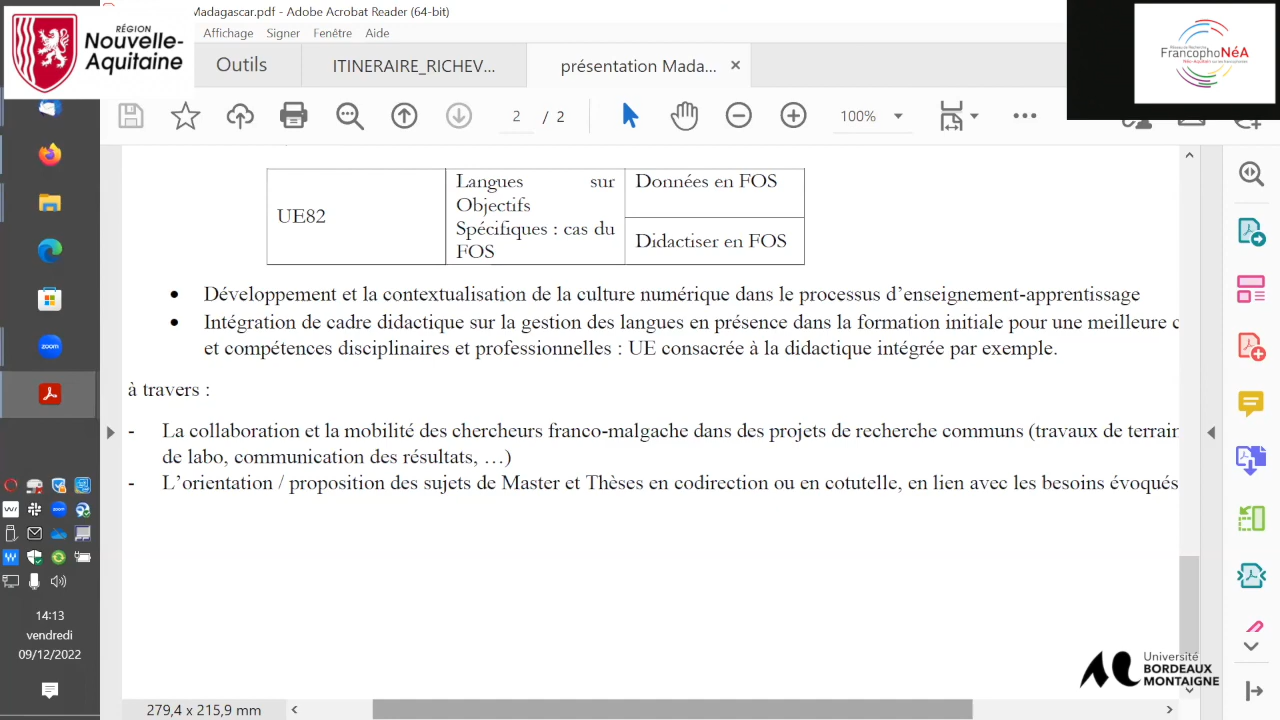 Madagascar.pdf - Adobe Acrobat Reader (64-bit)
RÉGION
Nouvelle-
Aquitaine
Affichage Signer Fenêtre Aide
Outils ITINERAIRE_RICHEV... présentation Mada... ×
FrancophoNéA
2 / 2 100%
UE82
Langues sur
Objectifs
Spécifiques : cas du
FOS
Données en FOS
Didactiser en FOS
• Développement et la contextualisation de la culture numérique dans le processus d’enseignement-apprentissage
• Intégration de cadre didactique sur la gestion des langues en présence dans la formation initiale pour une meilleure c
et compétences disciplinaires et professionnelles : UE consacrée à la didactique intégrée par exemple.
à travers :
- La collaboration et la mobilité des chercheurs franco-malgache dans des projets de recherche communs (travaux de terrain
de labo, communication des résultats, …)
- L’orientation / proposition des sujets de Master et Thèses en codirection ou en cotutelle, en lien avec les besoins évoqués
zoom
14:13
vendredi
09/12/2022
Université
BORDEAUX
MONTAIGNE
279,4 x 215,9 mm